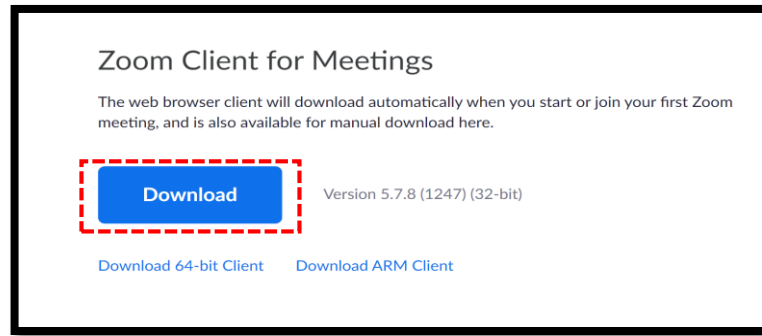 Zoom Client for Meetings
The web browser client will download automatically when you start or join your first Zoom
meeting, and is also available for manual download here.
Download
Version 5.7.8 (1247) (32-bit)
Download 64-bit Client
Download ARM Client